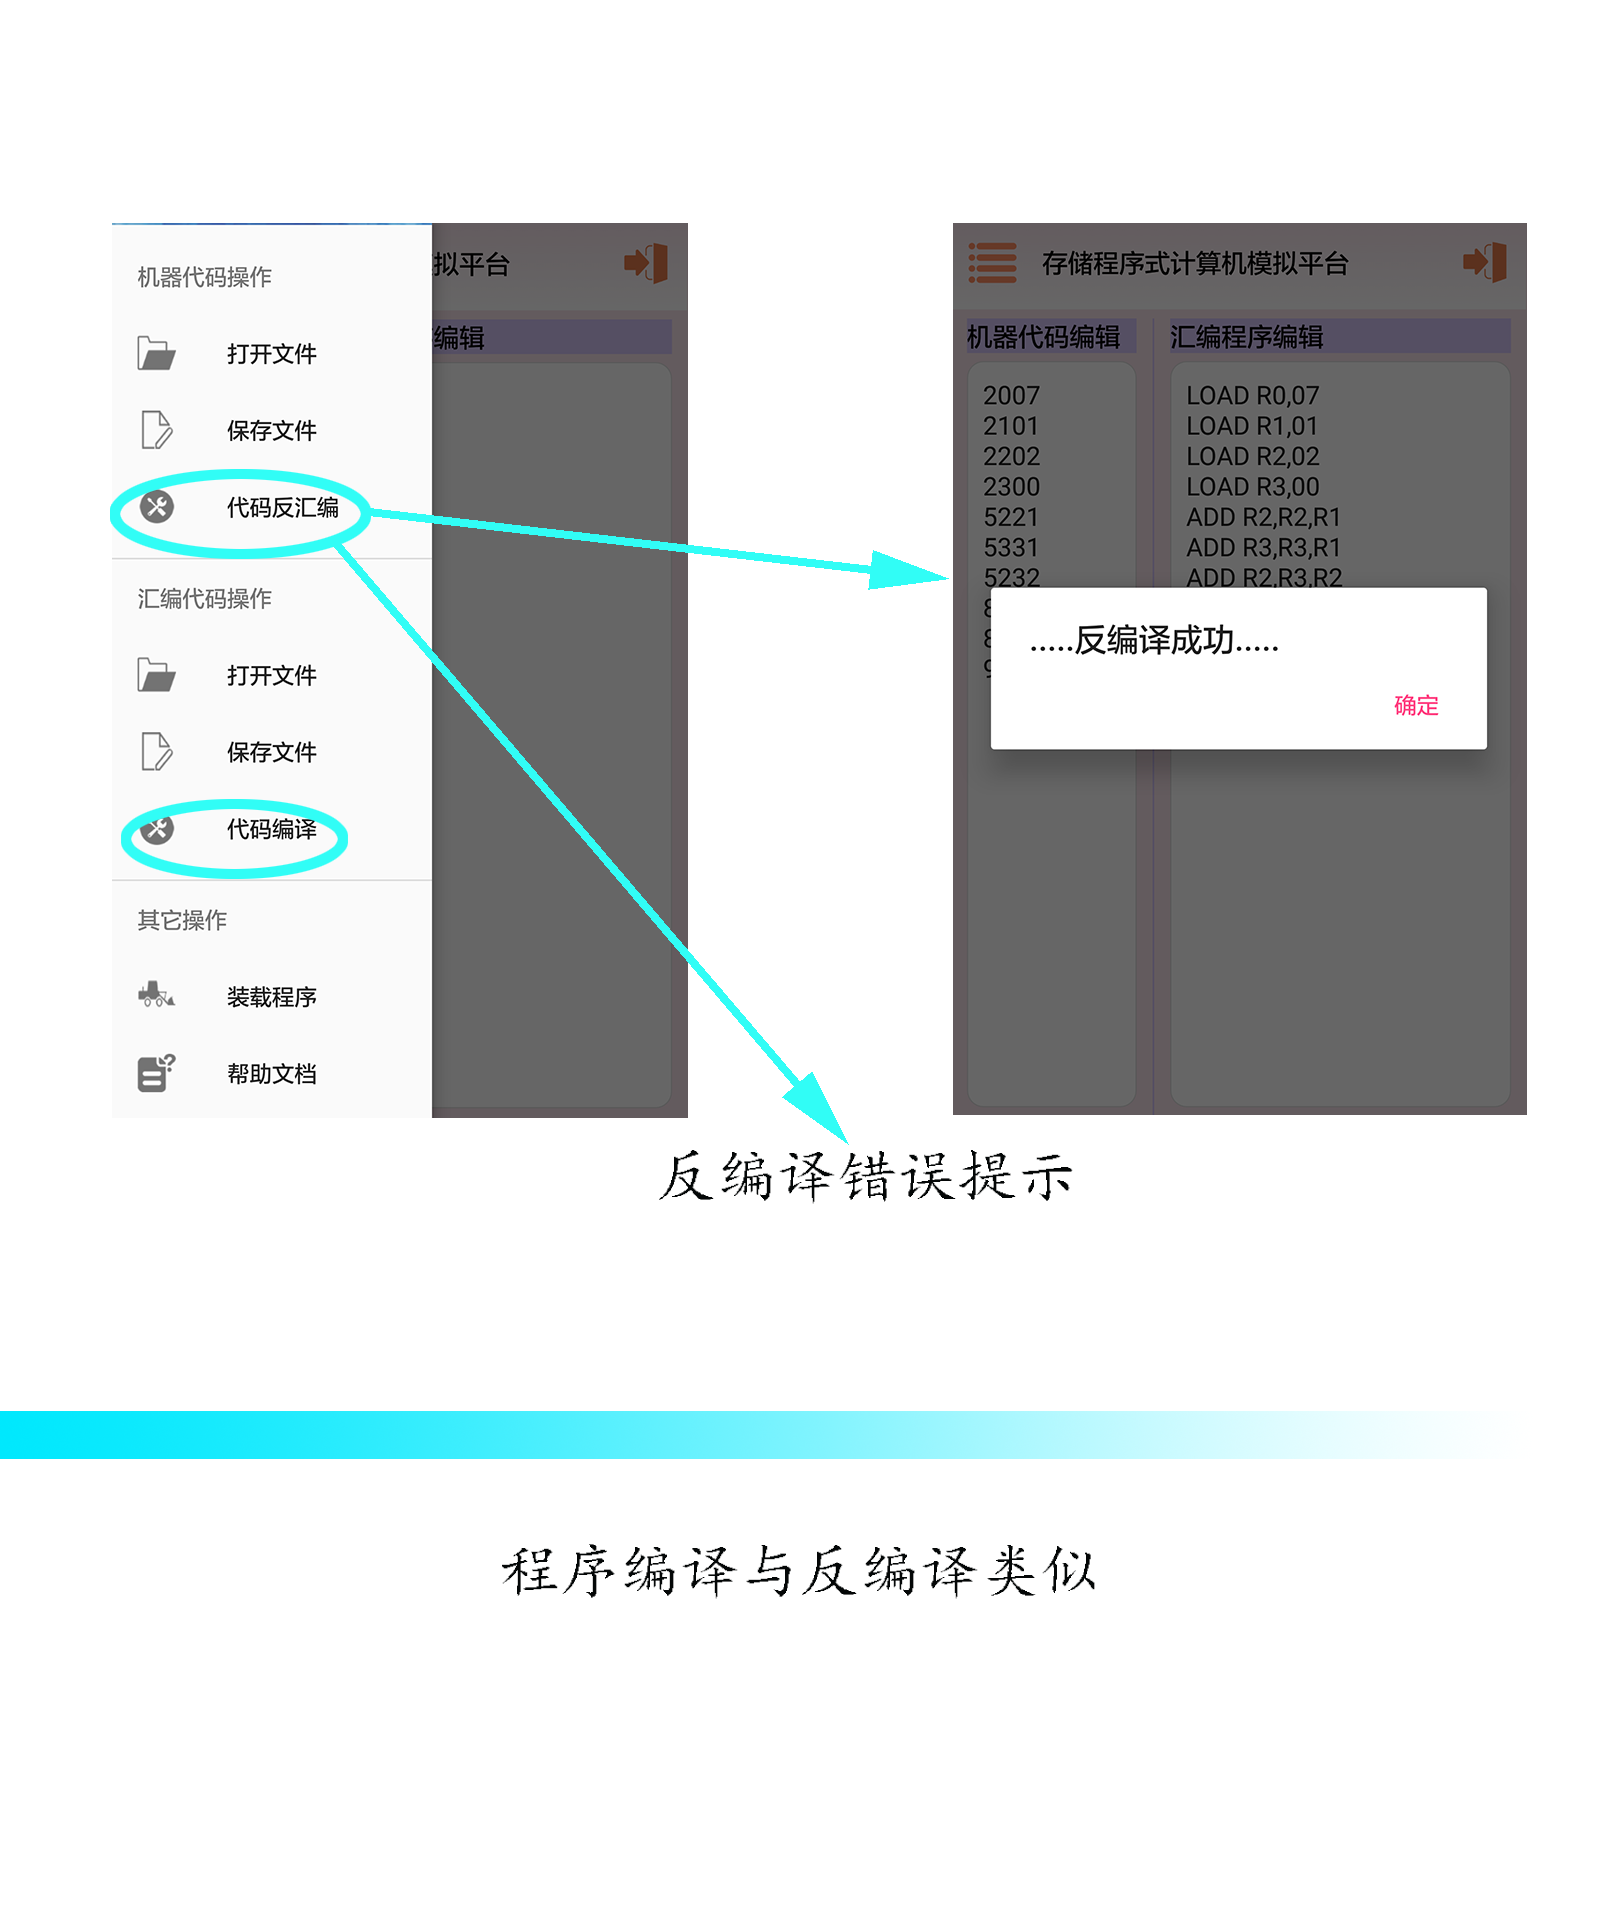 机器代码操作
打开文件
保存文件
代码反汇编
汇编代码操作
打开文件
保存文件
代码编译
其它操作
装载程序
帮助文档
拟平台
编辑
存储程序式计算机模拟平台
机器代码编辑
汇编程序编辑
2007
2101
2202
2300
5221
5331
5232
LOAD R0,07
LOAD R1,01
LOAD R2,02
LOAD R3,00
ADD R2,R2,R1
ADD R3,R3,R1
ADD R2,R3,R2
.....反编译成功.....
确定
反编译错误提示
程序编译与反编译类似